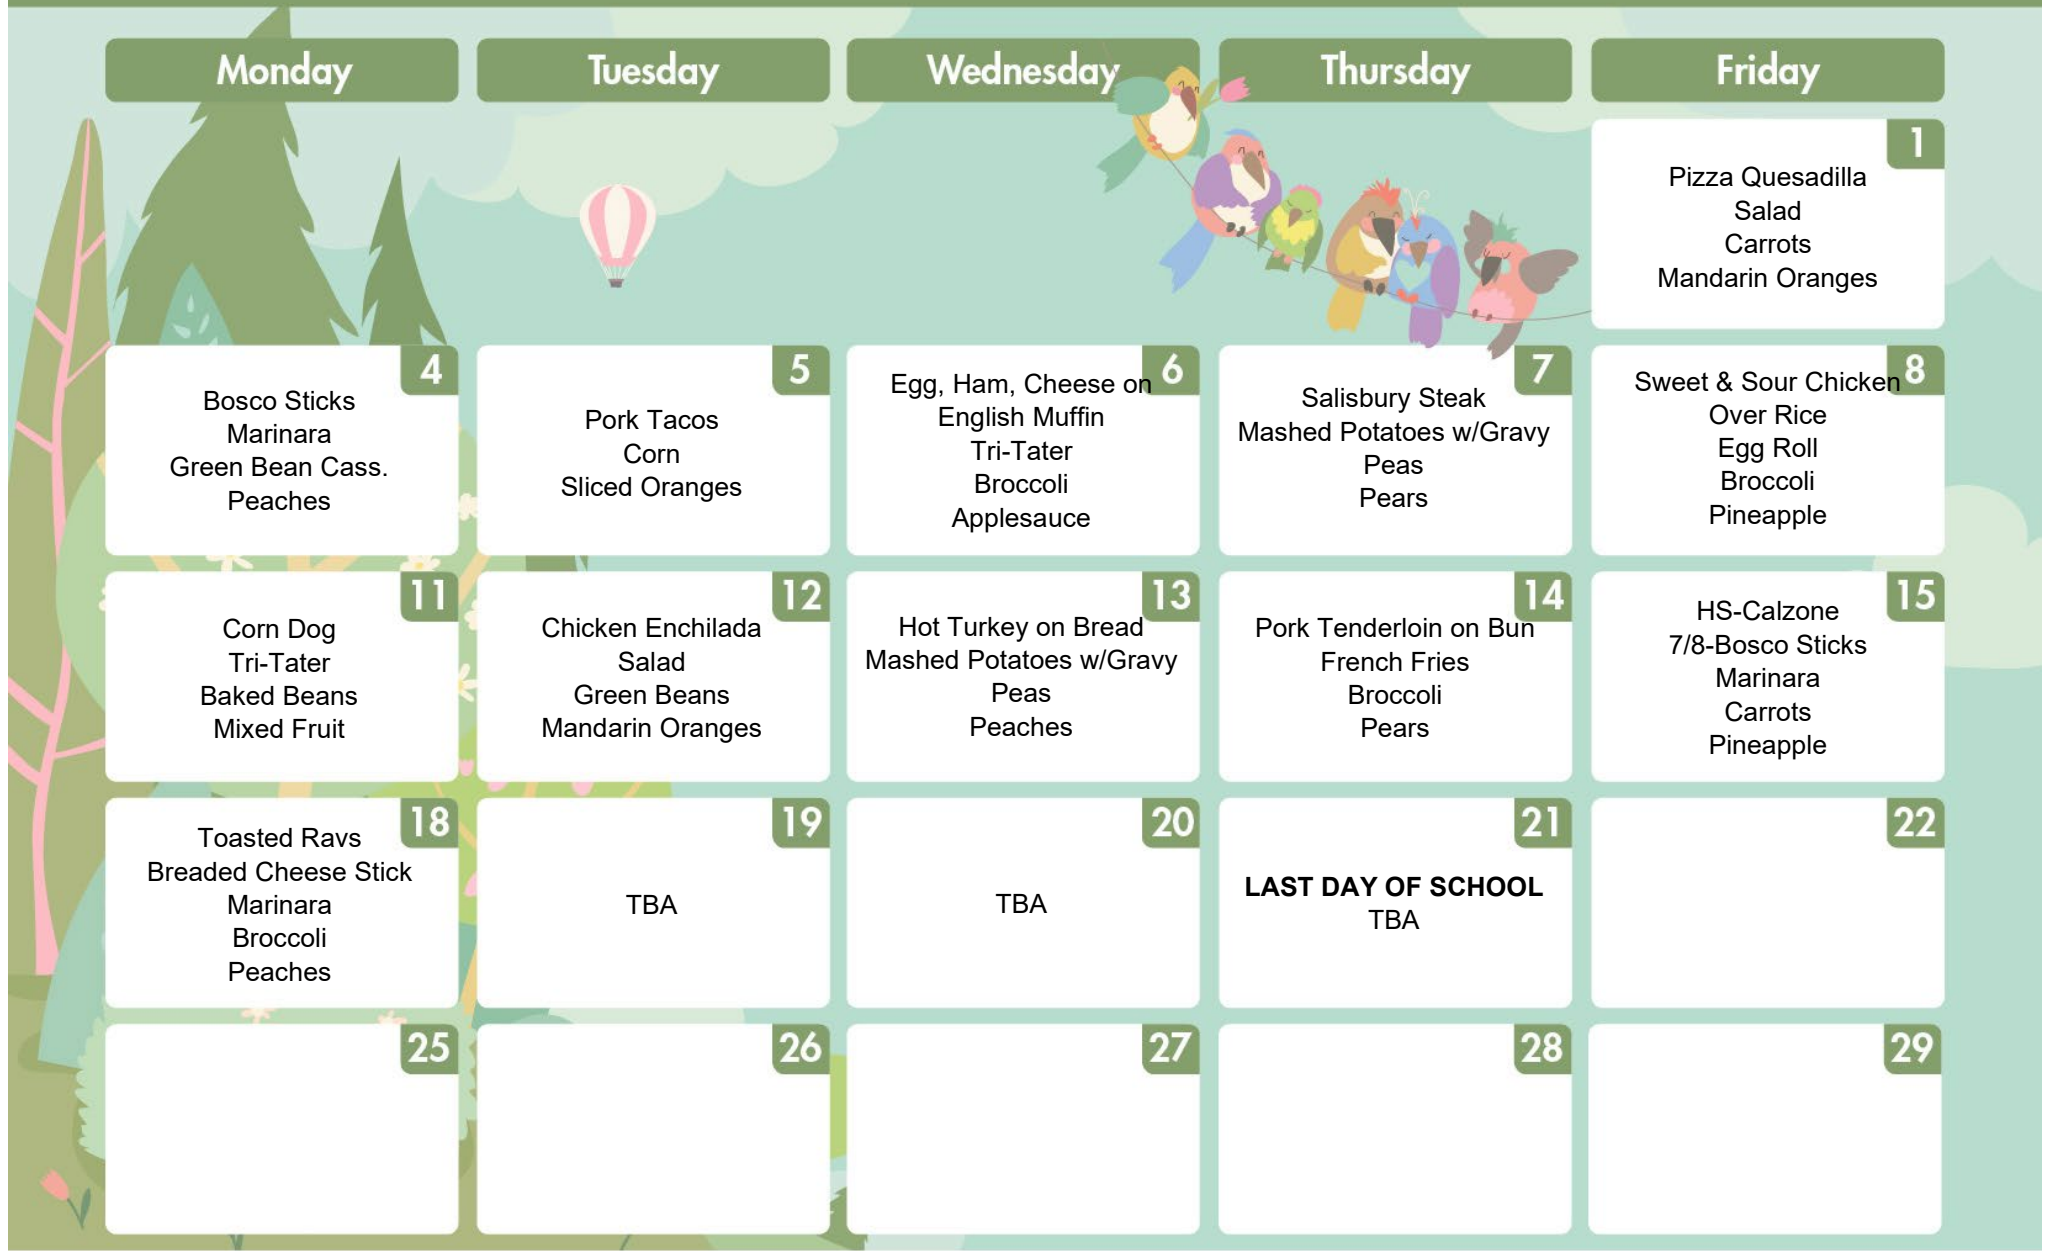 Monday
Tuesday
Wednesday
Thursday
Friday
1
Pizza Quesadilla
Salad
Carrots
Mandarin Oranges
4
Bosco Sticks
Marinara
Green Bean Cass.
Peaches
5
Pork Tacos
Corn
Sliced Oranges
6
Egg, Ham, Cheese on
English Muffin
Tri-Tater
Broccoli
Applesauce
7
Salisbury Steak
Mashed Potatoes w/Gravy
Peas
Pears
8
Sweet & Sour Chicken
Over Rice
Egg Roll
Broccoli
Pineapple
11
Corn Dog
Tri-Tater
Baked Beans
Mixed Fruit
12
Chicken Enchilada
Salad
Green Beans
Mandarin Oranges
13
Hot Turkey on Bread
Mashed Potatoes w/Gravy
Peas
Peaches
14
Pork Tenderloin on Bun
French Fries
Broccoli
Pears
15
HS-Calzone
7/8-Bosco Sticks
Marinara
Carrots
Pineapple
18
Toasted Ravs
Breaded Cheese Stick
Marinara
Broccoli
Peaches
19
TBA
20
TBA
21
LAST DAY OF SCHOOL
TBA
22
25
26
27
28
29